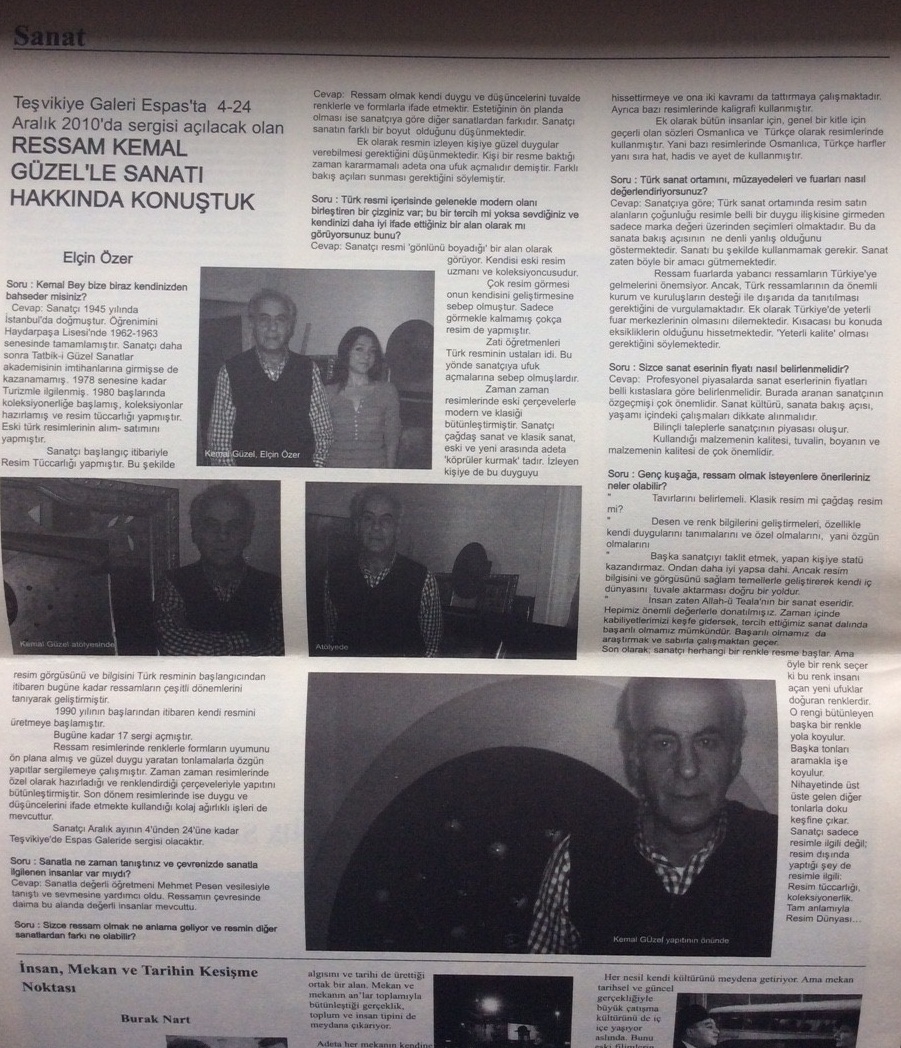 Sanat
Teşvikiye Galeri Espas'ta 4-24
Aralık 2010'da sergisi açılacak olan
RESSAM KEMAL
GÜZEL'LE SANATI
HAKKINDA KONUŞTUK
Elçin Özer
Soru : Kemal Bey bize biraz kendinizden
bahseder misiniz?
Cevap: Sanatçı 1945 yılında
İstanbul'da doğmuştur. Öğrenimini
Haydarpaşa Lisesi'nde 1962-1963
senesinde tamamlamıştır. Sanatçı daha
sonra Tatbik-i Güzel Sanatlar
akademisinin imtihanlarına girmişse de
kazanamamış. 1978 senesine kadar
Turizmle ilgilenmiş. 1980 başlarında
koleksiyonerliğe başlamış, koleksiyonlar
hazırlamış ve resim tüccarlığı yapmıştır.
Eski türk resimlerinin alım- satımını
yapmıştır.
Sanatçı başlangıç itibariyle
Resim Tüccarlığı yapmıştır. Bu şekilde
Kemal Güzel atölyesinde
resim görgüsünü ve bilgisini Türk resminin başlangıcından
itibaren bugüne kadar ressamların çeşitli dönemlerini
tanıyarak geliştirmiştir.
1990 yılının başlarından itibaren kendi resmini
üretmeye başlamıştır.
Bugüne kadar 17 sergi açmıştır.
Ressam resimlerinde renklerle formların uyumunu
ön plana almış ve güzel duygu yaratan tonlamalarla özgün
yapıtlar sergilemeye çalışmıştır. Zaman zaman resimlerinde
özel olarak hazırladığı ve renklendirdiği çerçeveleriyle yapıtını
bütünleştirmiştir. Son dönem resimlerinde ise duygu ve
düşüncelerini ifade etmekte kullandığı kolaj ağırlıklı işleri de
mevcuttur.
Sanatçı Aralık ayının 4'ünden 24'üne kadar
Teşvikiye'de Espas Galeride sergisi olacaktır.
Soru : Sanatla ne zaman tanıştınız ve çevrenizde sanatla
ilgilenen insanlar var mıydı?
Cevap: Sanatla değerli öğretmeni Mehmet Pesen vesilesiyle
tanıştı ve sevmesine yardımcı oldu. Ressamın çevresinde
daima bu alanda değerli insanlar mevcuttu.
Soru : Sizce ressam olmak ne anlama geliyor ve resmin diğer
sanatlardan farkı ne olabilir?
Cevap: Ressam olmak kendi duygu ve düşüncelerini tuvalde
renklerle ve formlarla ifade etmektir. Estetiğinin ön planda
olması ise sanatçıya göre diğer sanatlardan farkıdır. Sanatçı
sanatın farklı bir boyut olduğunu düşünmektedir.
Ek olarak resmin izleyen kişiye güzel duygular
verebilmesi gerektiğini düşünmektedir. Kişi bir resme baktığı
zaman kararmamalı adeta ona ufuk açmalıdır demiştir. Farklı
bakış açıları sunması gerektiğini söylemiştir.
Soru : Türk resmi içerisinde gelenekle modern olanı
birleştiren bir çizginiz var; bu bir tercih mi yoksa sevdiğiniz ve
kendinizi daha iyi ifade ettiğiniz bir alan olarak mı
görüyorsunuz bunu?
Cevap: Sanatçı resmi 'gönlünü boyadığı' bir alan olarak
görüyor. Kendisi eski resim
uzmanı ve koleksiyoncusudur.
Çok resim görmesi
onun kendisini geliştirmesine
sebep olmuştur. Sadece
görmekle kalmamış çokça
resim de yapmıştır.
Zati öğretmenleri
Türk resminin ustaları idi. Bu
yönde sanatçıya ufuk
açmalarına sebep olmuşlardır.
Zaman zaman
resimlerinde eski çerçevelerle
modern ve klasiği
bütünleştirmiştir. Sanatçı
çağdaş sanat ve klasik sanat,
eski ve yeni arasında adeta
'köprüler kurmak' tadır. İzleyen
kişiye de bu duyguyu
Kemal Güzel, Elçin Özer
Atölyede
hissettirmeye ve ona iki kavramı da tattırmaya çalışmaktadır.
Ayrıca bazı resimlerinde kaligrafi kullanmıştır.
Ek olarak bütün insanlar için, genel bir kitle için
geçerli olan sözleri Osmanlıca ve Türkçe olarak resimlerinde
kullanmıştır. Yani bazı resimlerinde Osmanlıca, Türkçe harfler
yanı sıra hat, hadis ve ayet de kullanmıştır.
Soru : Türk sanat ortamını, müzayedeleri ve fuarları nasıl
değerlendiriyorsunuz?
Cevap: Sanatçıya göre; Türk sanat ortamında resim satın
alanların çoğunluğu resimle belli bir duygu ilişkisine girmeden
sadece marka değeri üzerinden seçimleri olmaktadır. Bu da
sanata bakış açısının ne denli yanlış olduğunu
göstermektedir. Sanatı bu şekilde kullanmamak gerekir. Sanat
zaten böyle bir amacı gütmemektedir.
Ressam fuarlarda yabancı ressamların Türkiye'ye
gelmelerini önemsiyor. Ancak, Türk ressamlarının da önemli
kurum ve kuruluşların desteği ile dışarıda da tanıtılması
gerektiğini de vurgulamaktadır. Ek olarak Türkiye'de yeterli
fuar merkezlerinin olmasını dilemektedir. Kısacası bu konuda
eksikliklerin olduğunu hissetmektedir. 'Yeterli kalite' olması
gerektiğini söylemektedir.
Soru : Sizce sanat eserinin fiyatı nasıl belirlenmelidir?
Cevap: Profesyonel piyasalarda sanat eserlerinin fiyatları
belli kıstaslara göre belirlenmelidir. Burada aranan sanatçının
özgeçmişi çok önemlidir. Sanat kültürü, sanata bakış açısı,
yaşamı içindeki çalışmaları dikkate alınmalıdır.
Bilinçli taleplerle sanatçının piyasası oluşur.
Kullandığı malzemenin kalitesi, tuvalin, boyanın ve
malzemenin kalitesi de çok önemlidir.
Soru : Genç kuşağa, ressam olmak isteyenlere önerileriniz
neler olabilir?
" Tavırlarını belirlemeli. Klasik resim mi çağdaş resim
mi?
" Desen ve renk bilgilerini geliştirmeleri, özellikle
kendi duygularını tanımalarını ve özel olmalarını, yani özgün
olmalarını
" Başka sanatçıyı taklit etmek, yapan kişiye statü
kazandırmaz. Ondan daha iyi yapsa dahi. Ancak resim
bilgisini ve görgüsünü sağlam temellerle geliştirerek kendi iç
dünyasını tuvale aktarması doğru bir yoldur.
" İnsan zaten Allah-ü Teala'nın bir sanat eseridir.
Hepimiz önemli değerlerle donatılmışız. Zaman içinde
kabiliyetlerimizi keşfe gidersek, tercih ettiğimiz sanat dalında
başarılı olmamız mümkündür. Başarılı olmamız da
araştırmak ve sabırla çalışmaktan geçer.
Son olarak; sanatçı herhangi bir renkle resme başlar. Ama
öyle bir renk seçer
ki bu renk insanı
açan yeni ufuklar
doğuran renklerdir.
O rengi bütünleyen
başka bir renkle
yola koyulur.
Başka tonları
aramakla işe
koyulur.
Nihayetinde üst
üste gelen diğer
tonlarla doku
keşfine çıkar.
Sanatçı sadece
resimle ilgili değil;
resim dışında
yaptığı şey de
resimle ilgili:
Resim tüccarlığı,
koleksiyonerlik.
Tam anlamıyla
Resim Dünyası...
Kemal GÜzel yapıtının önünde
İnsan, Mekan ve Tarihin Kesişme
Noktası
Burak Nart
algısını ve tarihi de ürettiği
ortak bir alan. Mekan ve
mekanın an'lar toplamıyla
bütünleştiği gerçeklik,
toplum ve insan tipini de
meydana çıkarıyor.
Adeta her mekanın kendine
Her nesil kendi kültürünü meydena getiriyor. Ama mekan
tarihsel ve güncel
gerçekliğiyle
büyük çatışma
kültürünü de iç
içe yaşıyor
aslında. Bunu
eski filimlerin